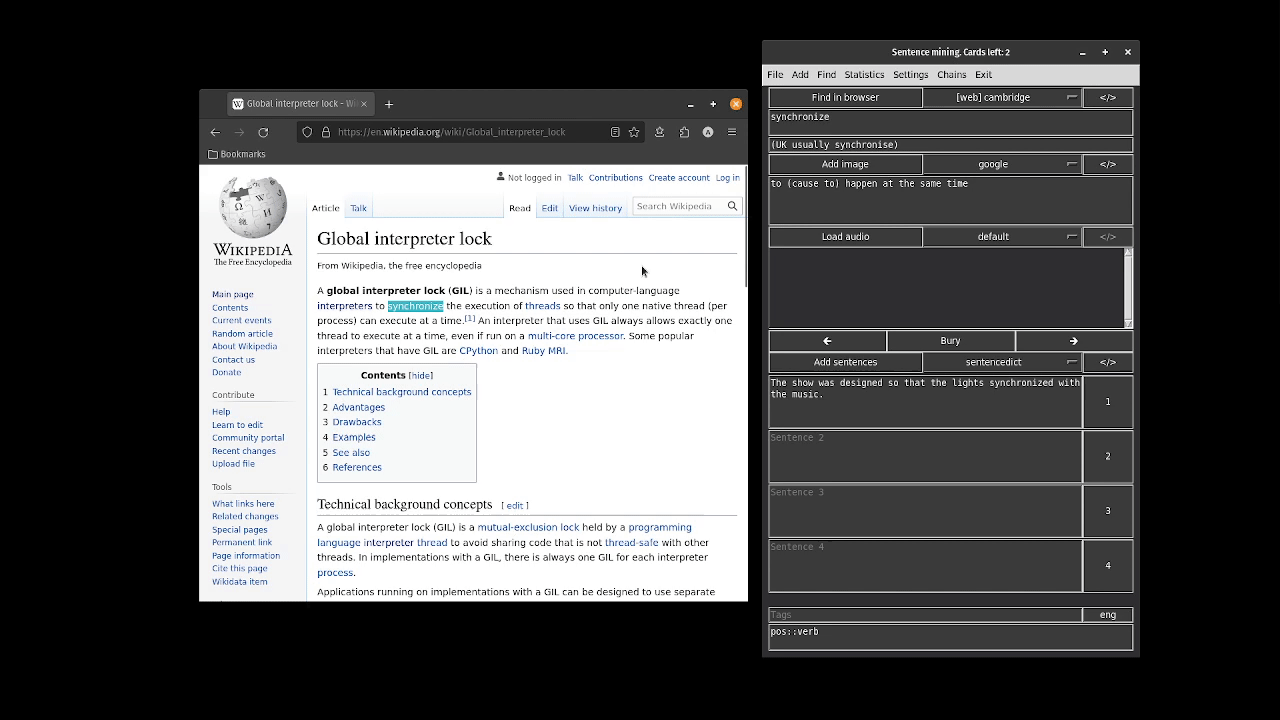 Global interpreter lock - Wi
https://en.wikipedia.org/wiki/Global_interpreter_lock
Bookmarks
WIKIPEDIA
The Free Encyclopedia
Main page
Contents
Current events
Random article
About Wikipedia
Contact us
Donate
Contribute
Help
Learn to edit
Community portal
Recent changes
Upload file
Tools
What links here
Related changes
Special pages
Permanent link
Page information
Cite this page
Wikidata item
Not logged in Talk Contributions Create account Log in
Article Talk Read Edit View history Search Wikipedia
Global interpreter lock
From Wikipedia, the free encyclopedia
A global interpreter lock (GIL) is a mechanism used in computer-language
interpreters to synchronize the execution of threads so that only one native thread (per
process) can execute at a time.[1] An interpreter that uses GIL always allows exactly one
thread to execute at a time, even if run on a multi-core processor. Some popular
interpreters that have GIL are CPython and Ruby MRI.
Contents [hide]
1 Technical background concepts
2 Advantages
3 Drawbacks
4 Examples
5 See also
6 References
Technical background concepts [ edit ]
A global interpreter lock (GIL) is a mutual-exclusion lock held by a programming
language interpreter thread to avoid sharing code that is not thread-safe with other
threads. In implementations with a GIL, there is always one GIL for each interpreter
process.
Applications running on implementations with a GIL can be designed to use separate
Sentence mining. Cards left: 2
File Add Find Statistics Settings Chains Exit
Find in browser [web] cambridge </>
synchronize
(UK usually synchronise)
Add image google </>
to (cause to) happen at the same time
Load audio default </>
← Bury →
Add sentences sentencedict </>
The show was designed so that the lights synchronized with
the music.
1
Sentence 2
2
Sentence 3
3
Sentence 4
4
Tags eng
pos::verb